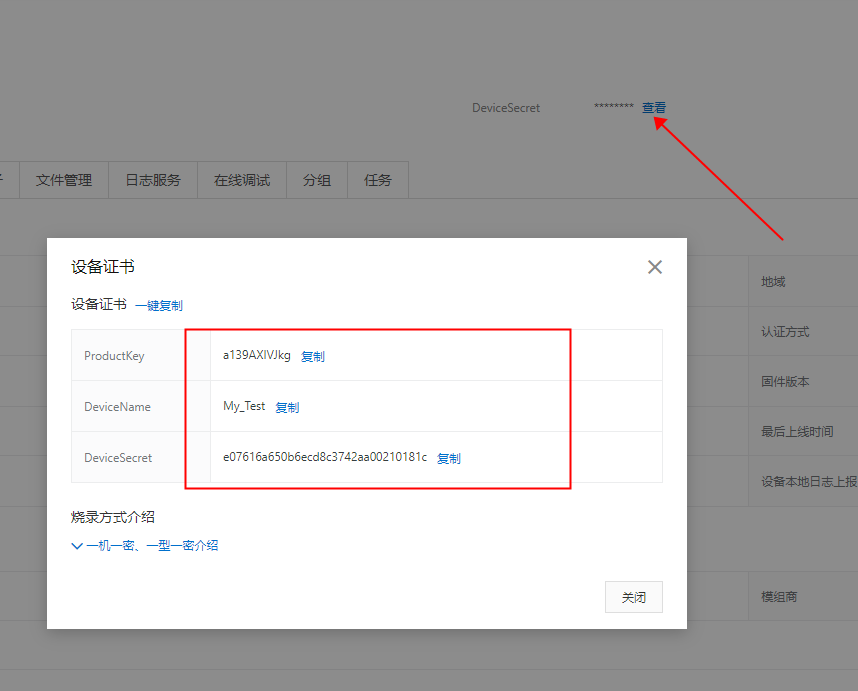 DeviceSecret ******** 查看
文件管理 日志服务 在线调试 分组 任务
设备证书
设备证书 一键复制
ProductKey a139AXIVJkg 复制
DeviceName My_Test 复制
DeviceSecret e07616a650b6ecd8c3742aa00210181c 复制
烧录方式介绍
一机一密、一型一密介绍
关闭
地域
认证方式
固件版本
最后上线时间
设备本地日志上报
模组商